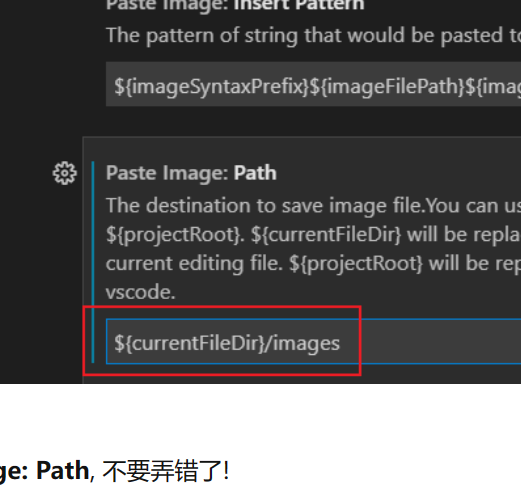 Paste Image: Insert Pattern
The pattern of string that would be pasted to
${imageSyntaxPrefix}${imageFilePath}${imag
Paste Image: Path
The destination to save image file.You can us
${projectRoot}. ${currentFileDir} will be repla
current editing file. ${projectRoot} will be rep
vscode.
${currentFileDir}/images
ge: Path, 不要弄错了!